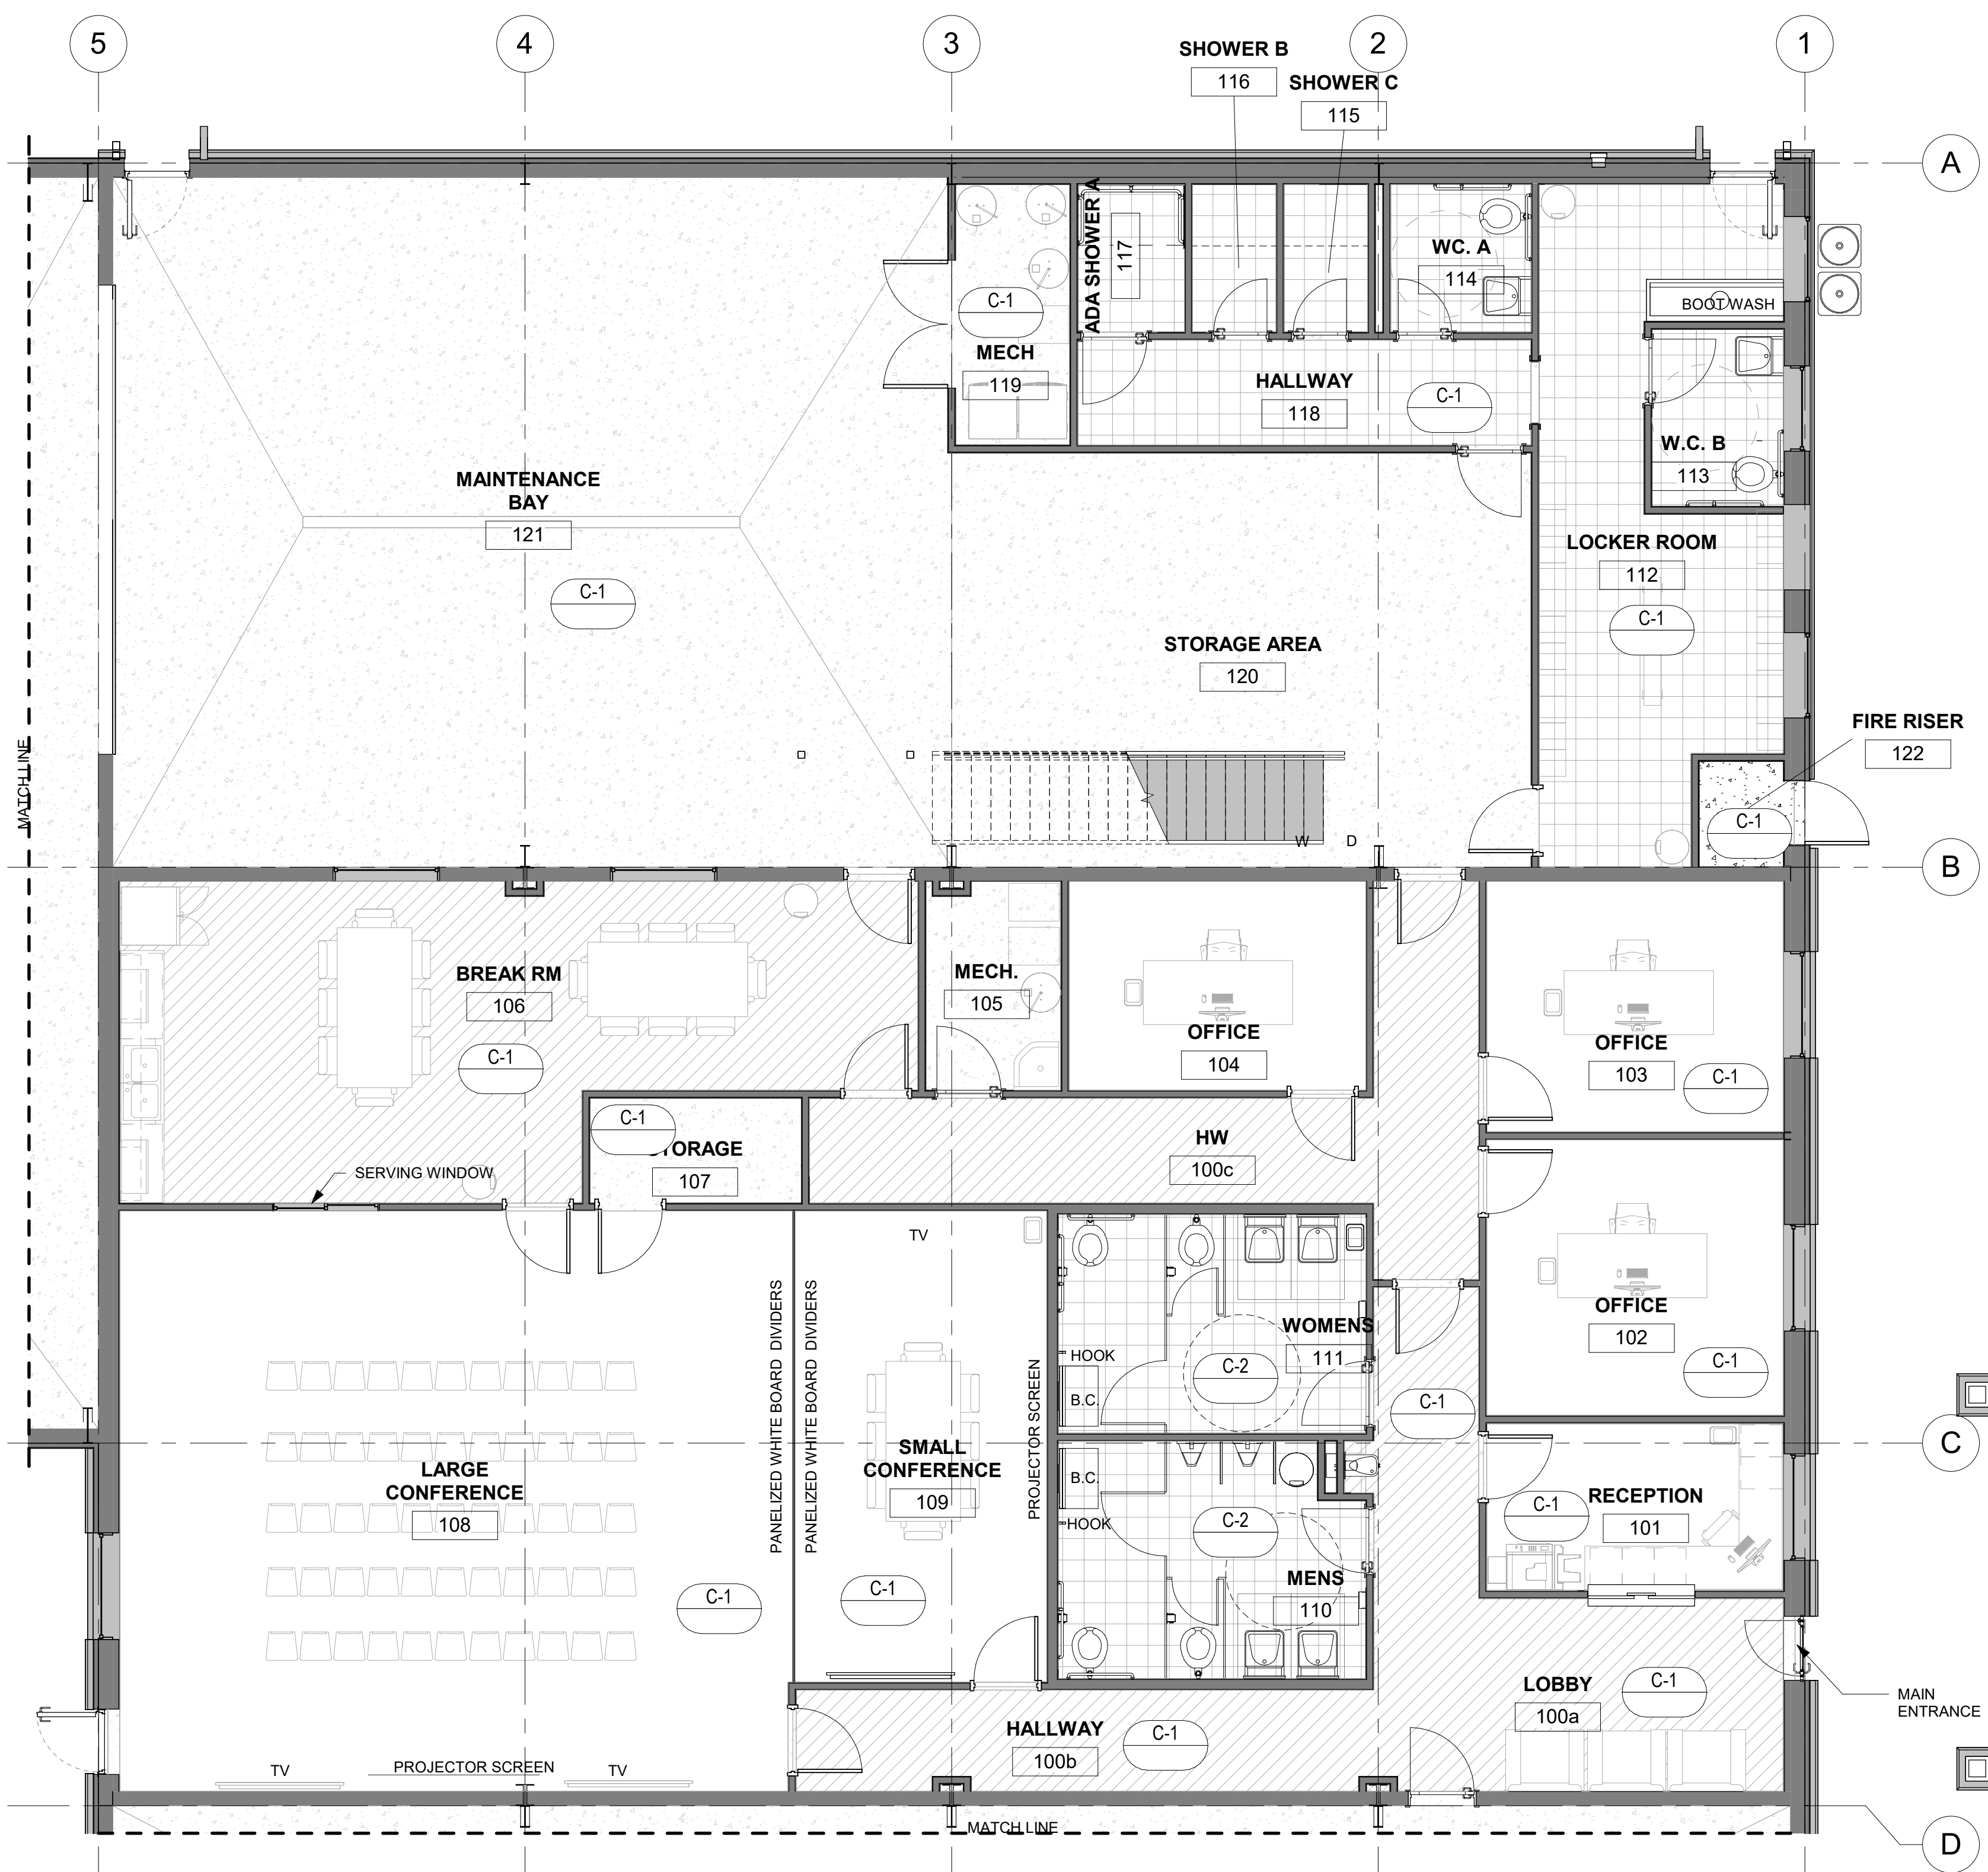 5
4
3
2
1
SHOWER B
116
SHOWER C
115
A
ADA SHOWER A
117
WC. A
114
C-1
MECH
119
BOOT WASH
HALLWAY
118
C-1
W.C. B
113
MAINTENANCE
BAY
121
C-1
LOCKER ROOM
112
C-1
STORAGE AREA
120
FIRE RISER
122
C-1
MATCH LINE
W
D
B
BREAK RM
106
C-1
MECH.
105
OFFICE
104
OFFICE
103
C-1
C-1
TORAGE
107
HW
100c
SERVING WINDOW
TV
OFFICE
102
C-1
PANELIZED WHITE BOARD DIVIDERS
PANELIZED WHITE BOARD DIVIDERS
PROJECTOR SCREEN
WOMENS
111
HOOK
C-2
B.C.
C-1
C
LARGE
CONFERENCE
108
SMALL
CONFERENCE
109
B.C.
HOOK
C-2
RECEPTION
101
C-1
MENS
110
C-1
C-1
LOBBY
100a
C-1
MAIN
ENTRANCE
HALLWAY
100b
C-1
TV
PROJECTOR SCREEN
TV
MATCH LINE
D